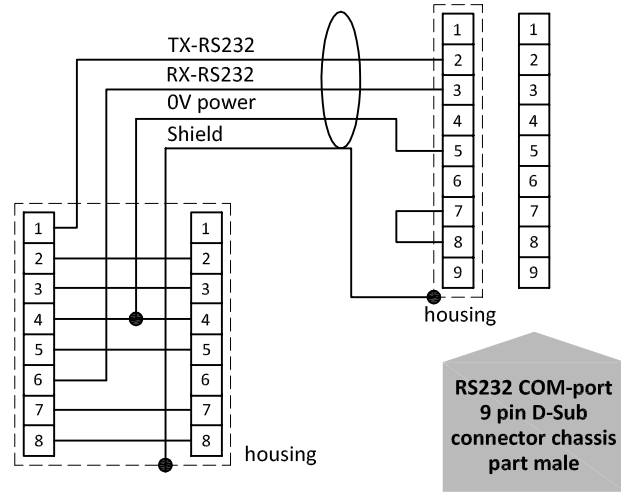 TX-RS232
RX-RS232
0V power
Shield
1 1
2 2
3 3
4 4
5 5
6 6
7 7
8 8
9 9
housing
1 1
2 2
3 3
4 4
5 5
6 6
7 7
8 8
housing
RS232 COM-port
9 pin D-Sub
connector chassis
part male